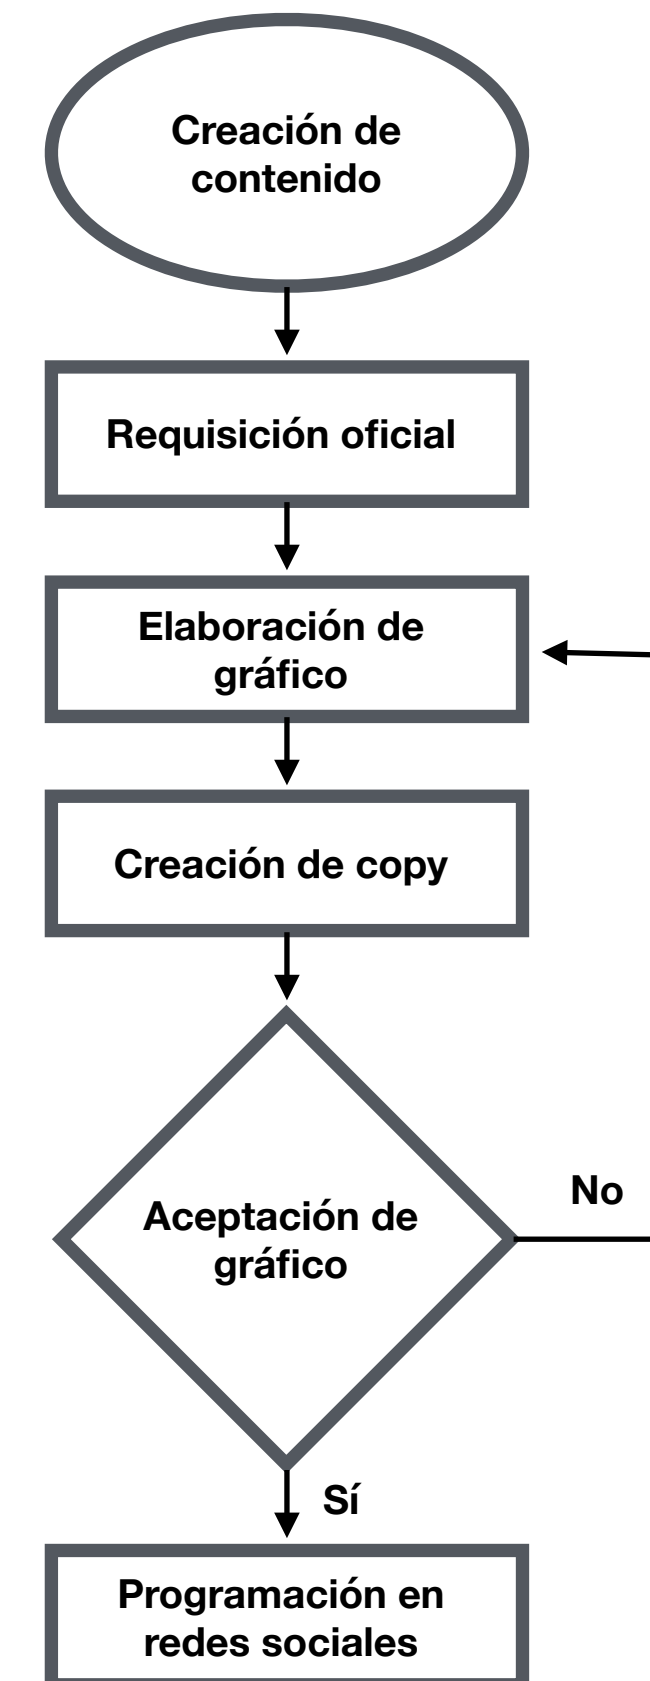 Creación de
contenido
Requisición oficial
Elaboración de
gráfico
Creación de copy
No
Aceptación de
gráfico
Sí
Programación en
redes sociales